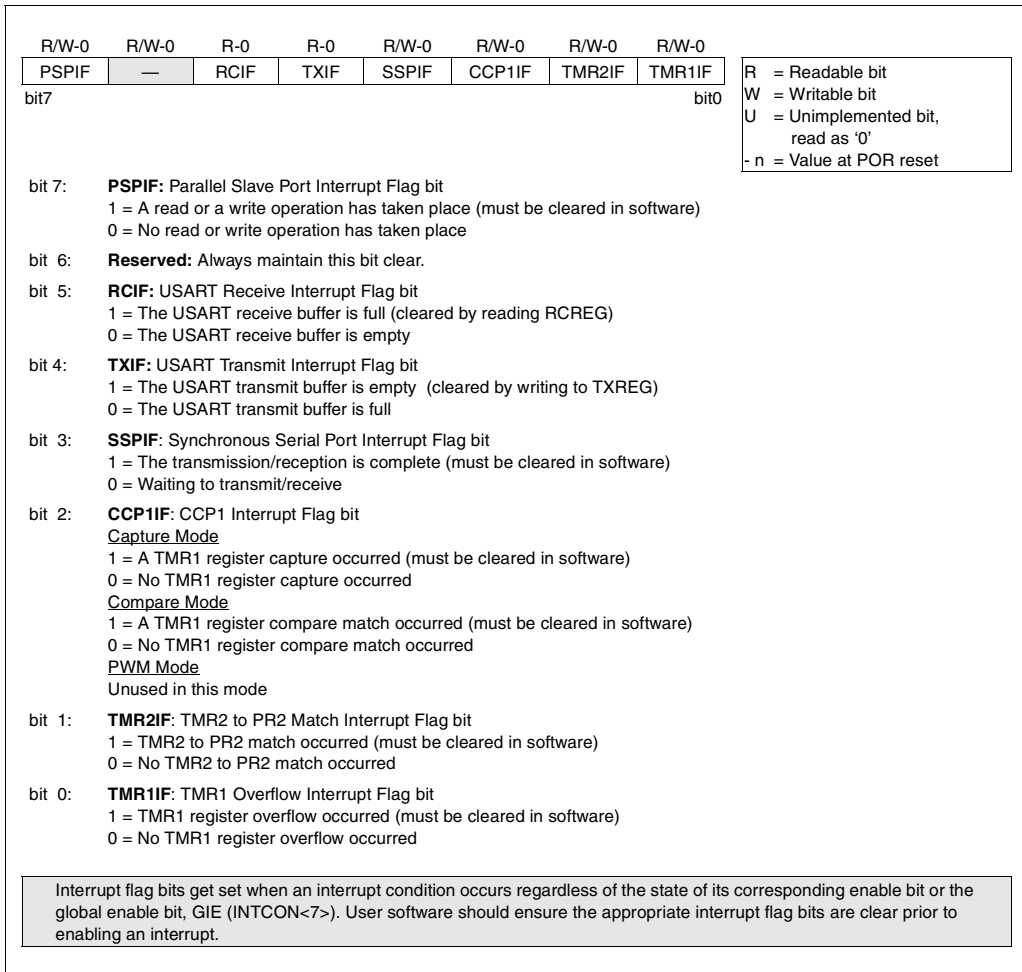 R/W-0 R/W-0 R-0 R-0 R/W-0 R/W-0 R/W-0 R/W-0
PSPIF — RCIF TXIF SSPIF CCP1IF TMR2IF TMR1IF
bit7 bit0
R = Readable bit
W = Writable bit
U = Unimplemented bit,
read as ‘0’
- n = Value at POR reset
bit 7: PSPIF: Parallel Slave Port Interrupt Flag bit
1 = A read or a write operation has taken place (must be cleared in software)
0 = No read or write operation has taken place
bit 6: Reserved: Always maintain this bit clear.
bit 5: RCIF: USART Receive Interrupt Flag bit
1 = The USART receive buffer is full (cleared by reading RCREG)
0 = The USART receive buffer is empty
bit 4: TXIF: USART Transmit Interrupt Flag bit
1 = The USART transmit buffer is empty (cleared by writing to TXREG)
0 = The USART transmit buffer is full
bit 3: SSPIF: Synchronous Serial Port Interrupt Flag bit
1 = The transmission/reception is complete (must be cleared in software)
0 = Waiting to transmit/receive
bit 2: CCP1IF: CCP1 Interrupt Flag bit
Capture Mode
1 = A TMR1 register capture occurred (must be cleared in software)
0 = No TMR1 register capture occurred
Compare Mode
1 = A TMR1 register compare match occurred (must be cleared in software)
0 = No TMR1 register compare match occurred
PWM Mode
Unused in this mode
bit 1: TMR2IF: TMR2 to PR2 Match Interrupt Flag bit
1 = TMR2 to PR2 match occurred (must be cleared in software)
0 = No TMR2 to PR2 match occurred
bit 0: TMR1IF: TMR1 Overflow Interrupt Flag bit
1 = TMR1 register overflow occurred (must be cleared in software)
0 = No TMR1 register overflow occurred
Interrupt flag bits get set when an interrupt condition occurs regardless of the state of its corresponding enable bit or the
global enable bit, GIE (INTCON<7>). User software should ensure the appropriate interrupt flag bits are clear prior to
enabling an interrupt.